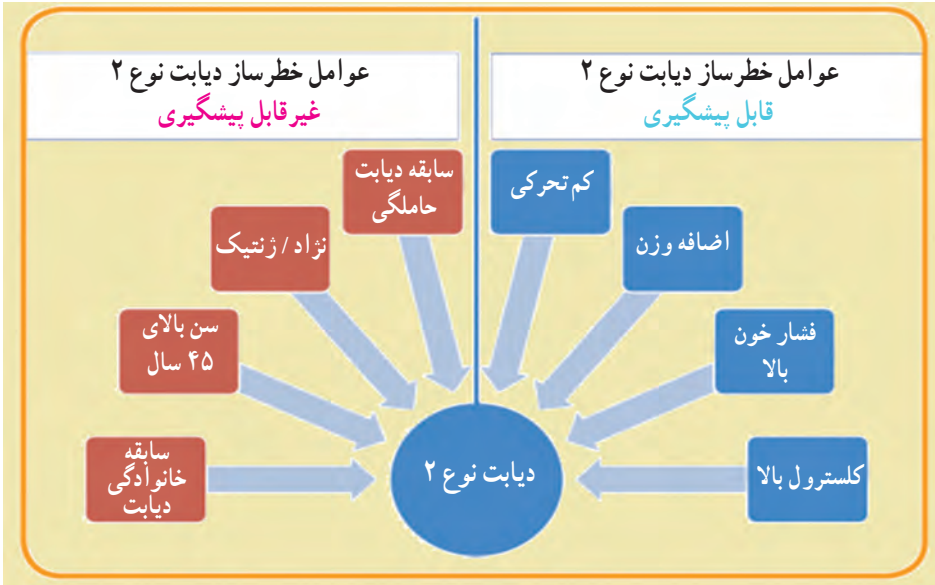 عوامل خطرساز دیابت نوع ۲
قابل پیشگیری
عوامل خطرساز دیابت نوع ۲
غیرقابل پیشگیری
کم تحرکی
اضافه وزن
فشار خون
بالا
کلسترول بالا
سابقه دیابت
حاملگی
نژاد / ژنتیک
سن بالای
۴۵ سال
سابقه
خانوادگی
دیابت
دیابت نوع ۲